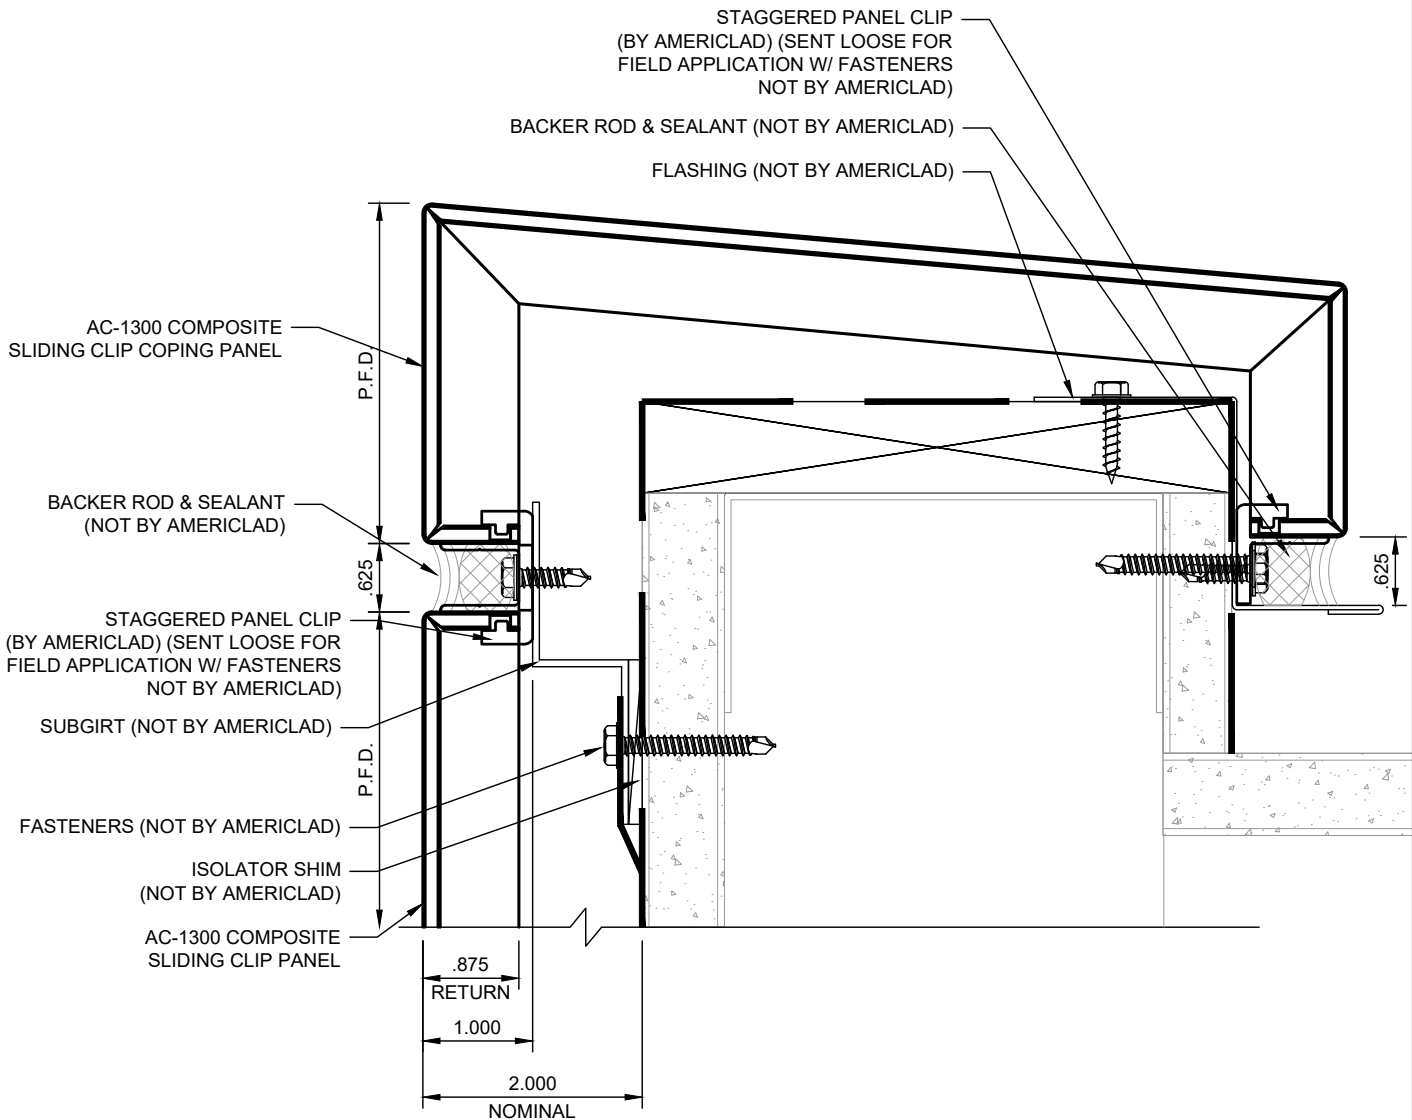 STAGGERED PANEL CLIP
(BY AMERICLAD) (SENT LOOSE FOR
FIELD APPLICATION W/ FASTENERS
NOT BY AMERICLAD)
BACKER ROD & SEALANT (NOT BY AMERICLAD)
FLASHING (NOT BY AMERICLAD)
AC-1300 COMPOSITE
SLIDING CLIP COPING PANEL
P.F.D.
BACKER ROD & SEALANT
(NOT BY AMERICLAD)
.625
.625
STAGGERED PANEL CLIP
(BY AMERICLAD) (SENT LOOSE FOR
FIELD APPLICATION W/ FASTENERS
NOT BY AMERICLAD)
SUBGIRT (NOT BY AMERICLAD)
P.F.D.
FASTENERS (NOT BY AMERICLAD)
ISOLATOR SHIM
(NOT BY AMERICLAD)
AC-1300 COMPOSITE
SLIDING CLIP PANEL
.875
RETURN
1.000
2.000
NOMINAL